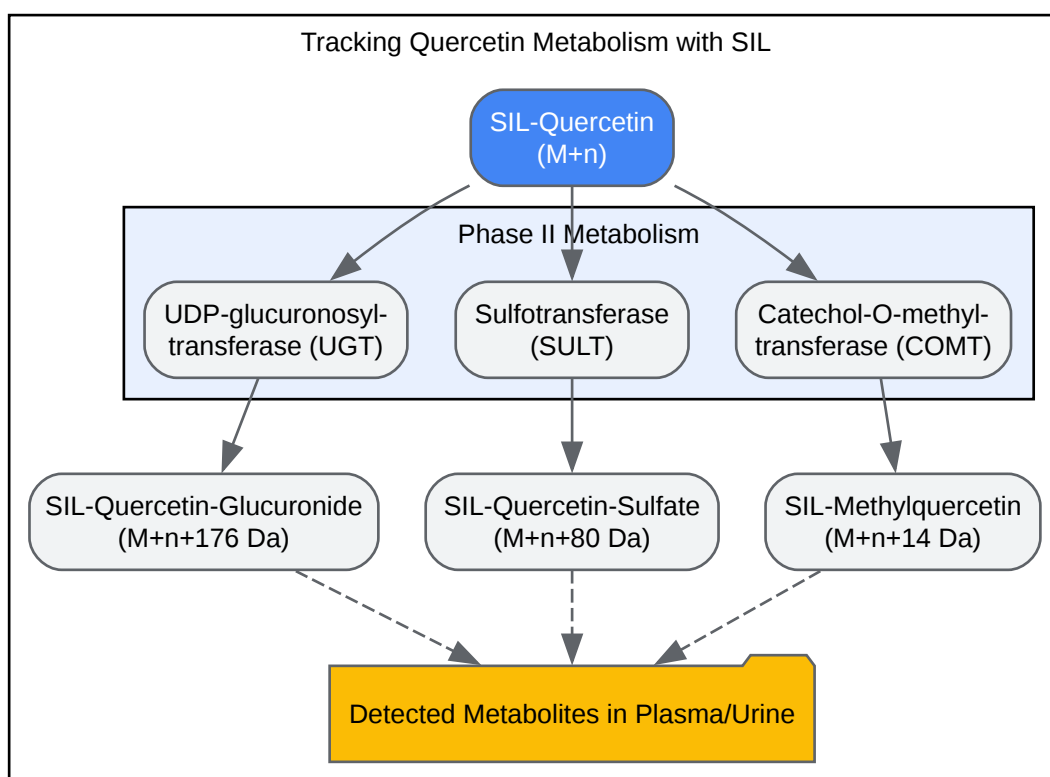 Tracking Quercetin Metabolism with SIL
SIL-Quercetin
(M+n)
Phase II Metabolism
UDP-glucuronosyl-
transferase (UGT)
Sulfotransferase
(SULT)
Catechol-O-methyl-
transferase (COMT)
SIL-Quercetin-Glucuronide
(M+n+176 Da)
SIL-Quercetin-Sulfate
(M+n+80 Da)
SIL-Methylquercetin
(M+n+14 Da)
Detected Metabolites in Plasma/Urine